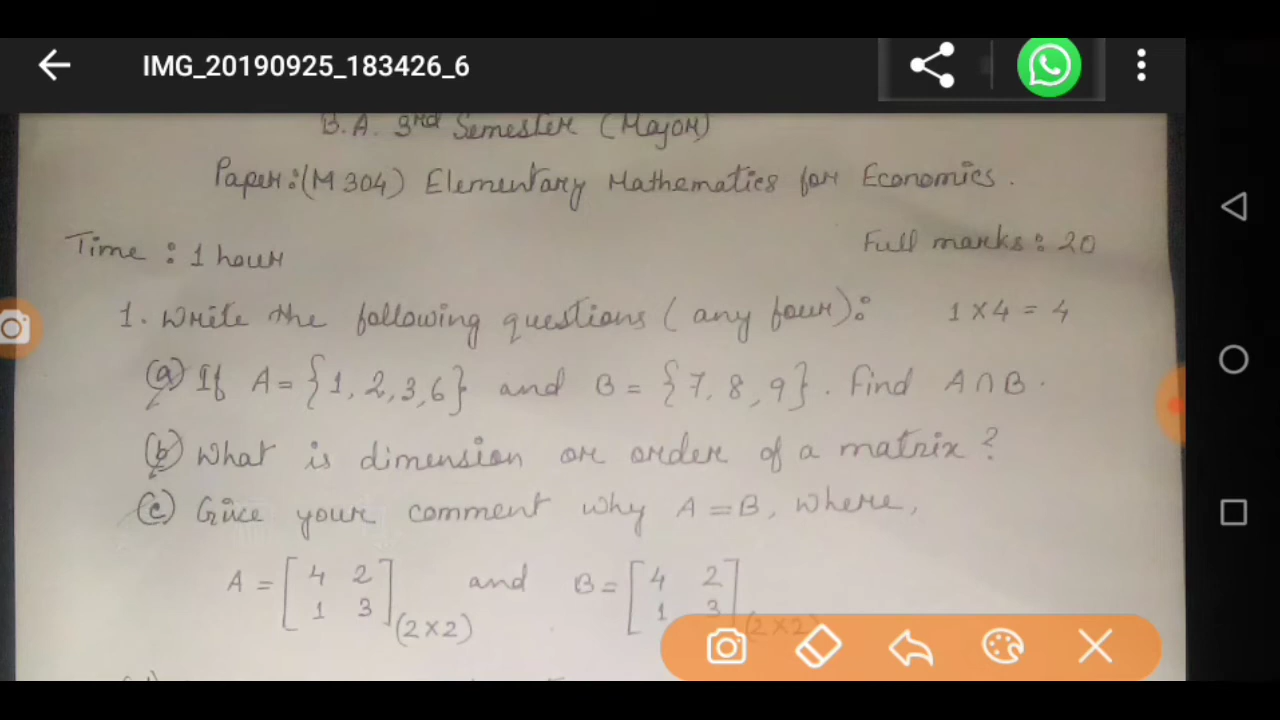 IMG_20190925_183426_6
B.A. 3rd Semester (Major)
Paper:(M 304) Elementary Mathematics for Economics.
Time : 1 hour Full marks : 20
1. Write the following questions (any four): 1 x 4 = 4
(a) If A = {1, 2, 3, 6} and B = {7, 8, 9}. Find A ∩ B.
(b) What is dimension or order of a matrix?
(c) Give your comment why A = B, where,
A = [ 4 2 and B = [ 4 2 ]
1 3 ](2×2) 1 3 (2×2)